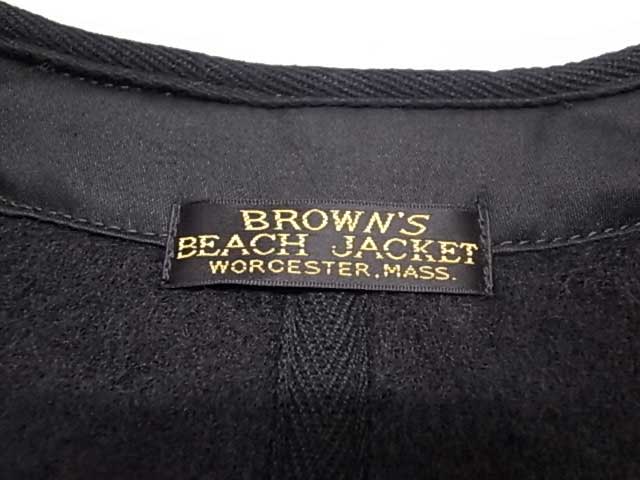 BROWN'S
BEACH JACKET
WORCESTER, MASS.